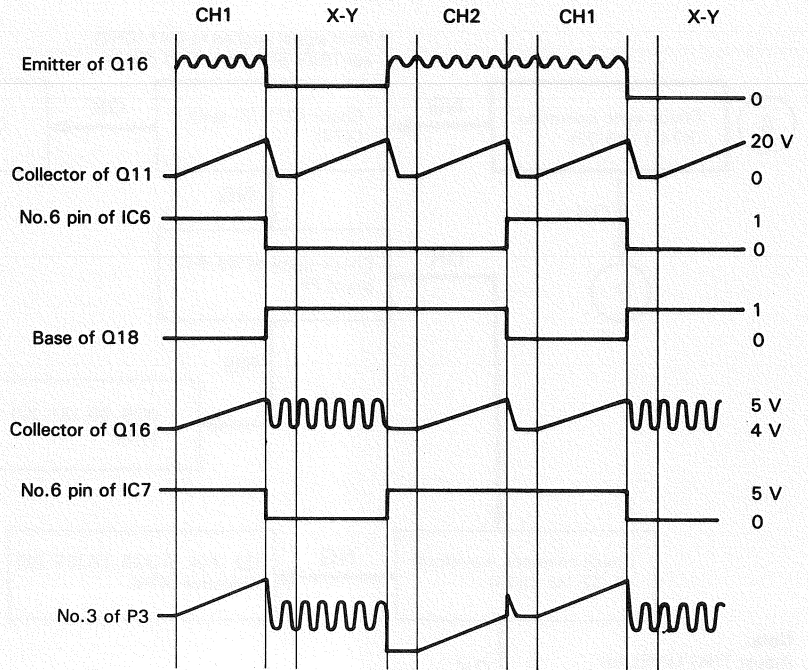 CH1 X-Y CH2 CH1 X-Y
Emitter of Q16
0
20 V
Collector of Q11
0
No.6 pin of IC6
1
0
1
Base of Q18
0
5 V
Collector of Q16
4 V
No.6 pin of IC7
5 V
0
No.3 of P3